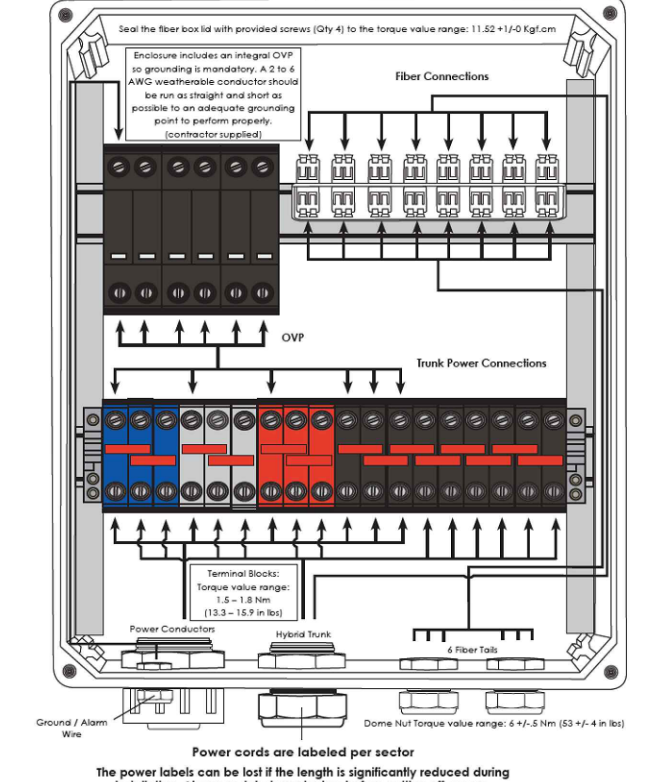 Seal the fiber box lid with provided screws (Qty 4) to the torque value range: 11.52 +1/-0 Kgf.cm
Enclosure includes an integral OVP
so grounding is mandatory. A 2 to 6
AWG weatherable conductor should
be run as straight and short as
possible to an adequate grounding
point to perform properly.
(contractor supplied)
Fiber Connections
OVP
Trunk Power Connections
Terminal Blocks:
Torque value range:
1.5 – 1.8 Nm
(13.3 – 15.9 in lbs)
Power Conductors
Hybrid Trunk
6 Fiber Tails
Ground / Alarm
Wire
Dome Nut Torque value range: 6 +/-.5 Nm (53 +/- 4 in lbs)
Power cords are labeled per sector
The power labels can be lost if the length is significantly reduced during